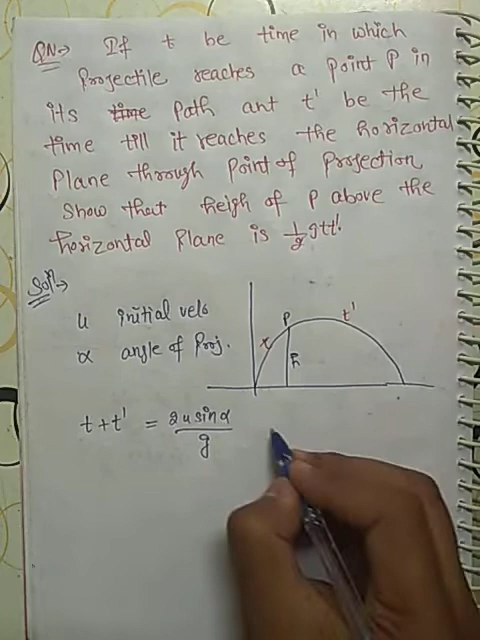 QN→ If t be time in which
Projectile reaches a point P in
its time Path ant t' be the
time till it reaches the horizontal
Plane through Point of Projection
Show that heigh of P above the
horizontal Plane is 1/2 gtt'.
Sol→
u initial velo
α angle of Proj.
P
t'
t
h
t+t' = 2u sinα / g